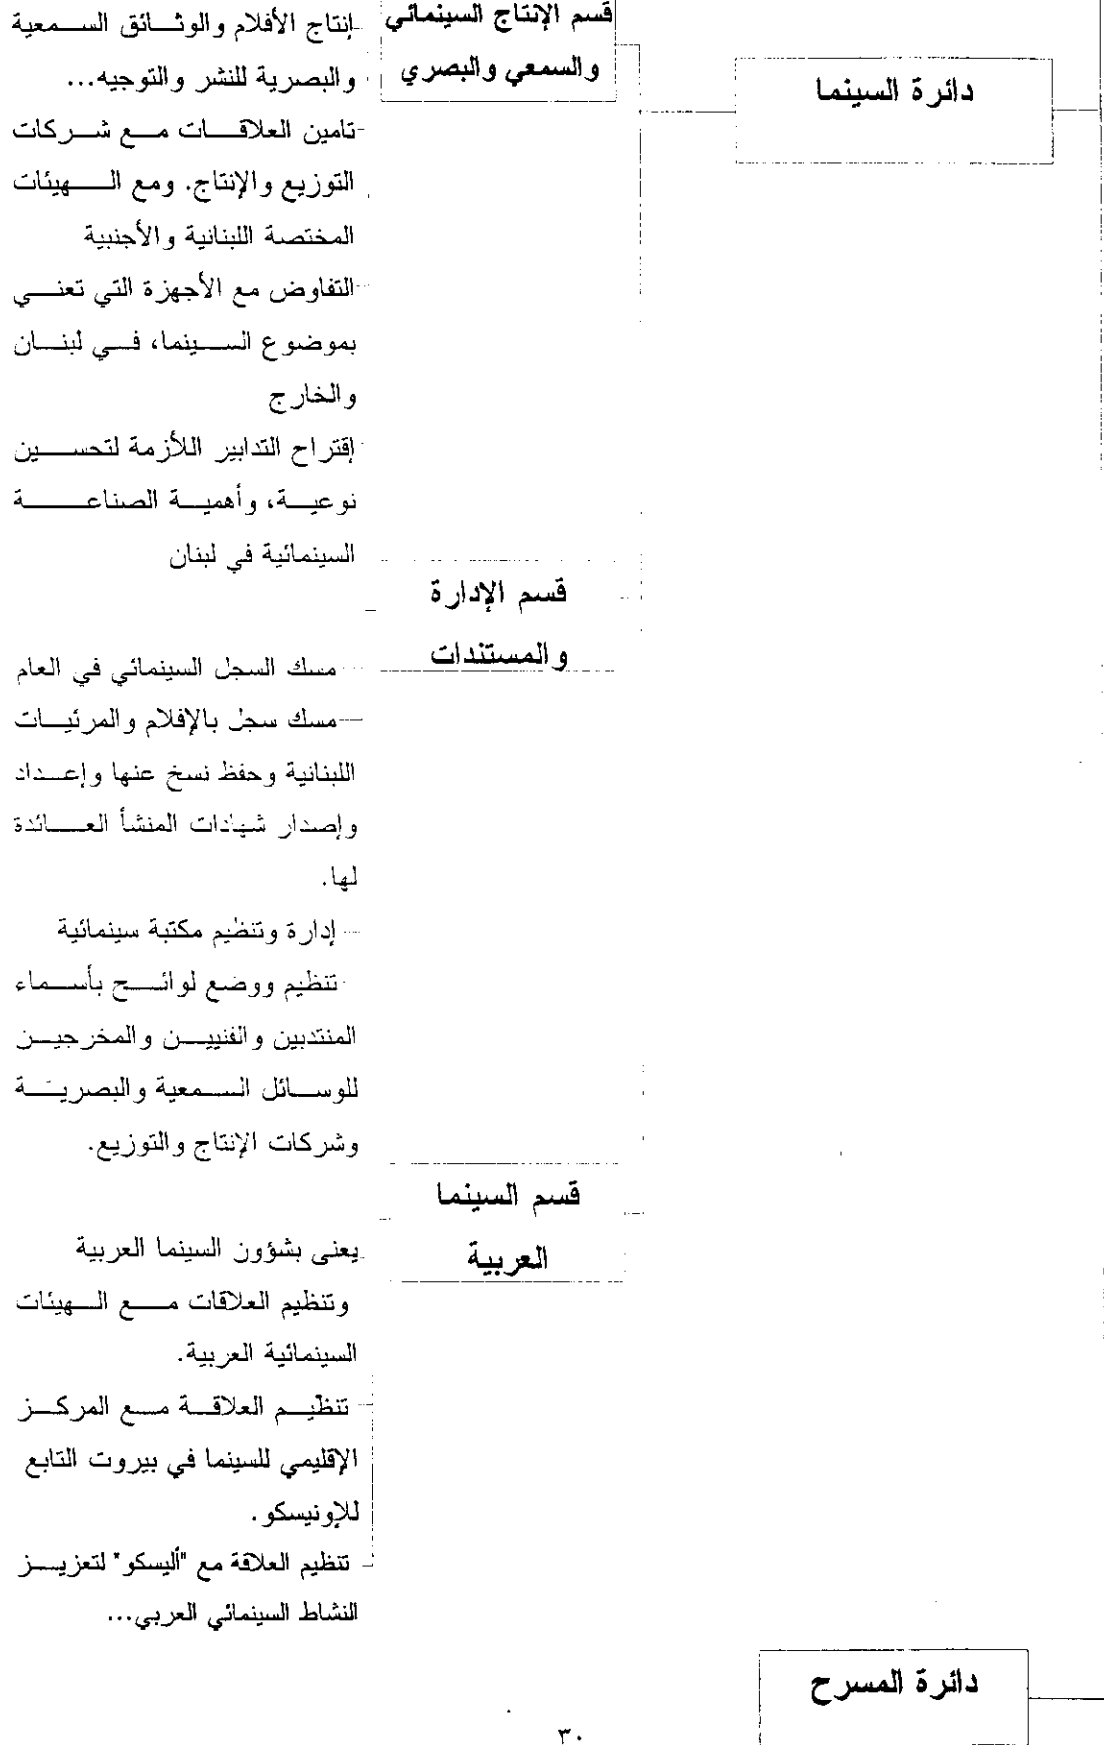 دائرة السينما
قسم الإنتاج السينمائي
والسمعي والبصري
-إنتاج الأفلام والوثائق السمعية
والبصرية للنشر والتوجيه...
-تامين العلاقات مع شركات
التوزيع والإنتاج. ومع الهيئات
المختصة اللبنانية والأجنبية
-التفاوض مع الأجهزة التي تعني
بموضوع السينما، في لبنان
والخارج
-إقتراح التدابير اللأزمة لتحسين
نوعية، وأهمية الصناعة
السينمائية في لبنان
قسم الإدارة
والمستندات
- مسك السجل السينمائي في العام
-مسك سجل بالإفلام والمرئيات
اللبنانية وحفظ نسخ عنها وإعداد
وإصدار شهادات المنشأ العائدة
لها.
- إدارة وتنظيم مكتبة سينمائية
- تنظيم ووضع لوائح بأسماء
المنتدبين والفنيين والمخرجين
للوسائل السمعية والبصرية
وشركات الإنتاج والتوزيع.
قسم السينما
العربية
-يعنى بشؤون السينما العربية
وتنظيم العلاقات مع الهيئات
السينمائية العربية.
- تنظيم العلاقة مع المركز
الإقليمي للسينما في بيروت التابع
للإونيسكو.
- تنظيم العلاقة مع "أليسكو" لتعزيز
النشاط السينمائي العربي...
دائرة المسرح
٣٠